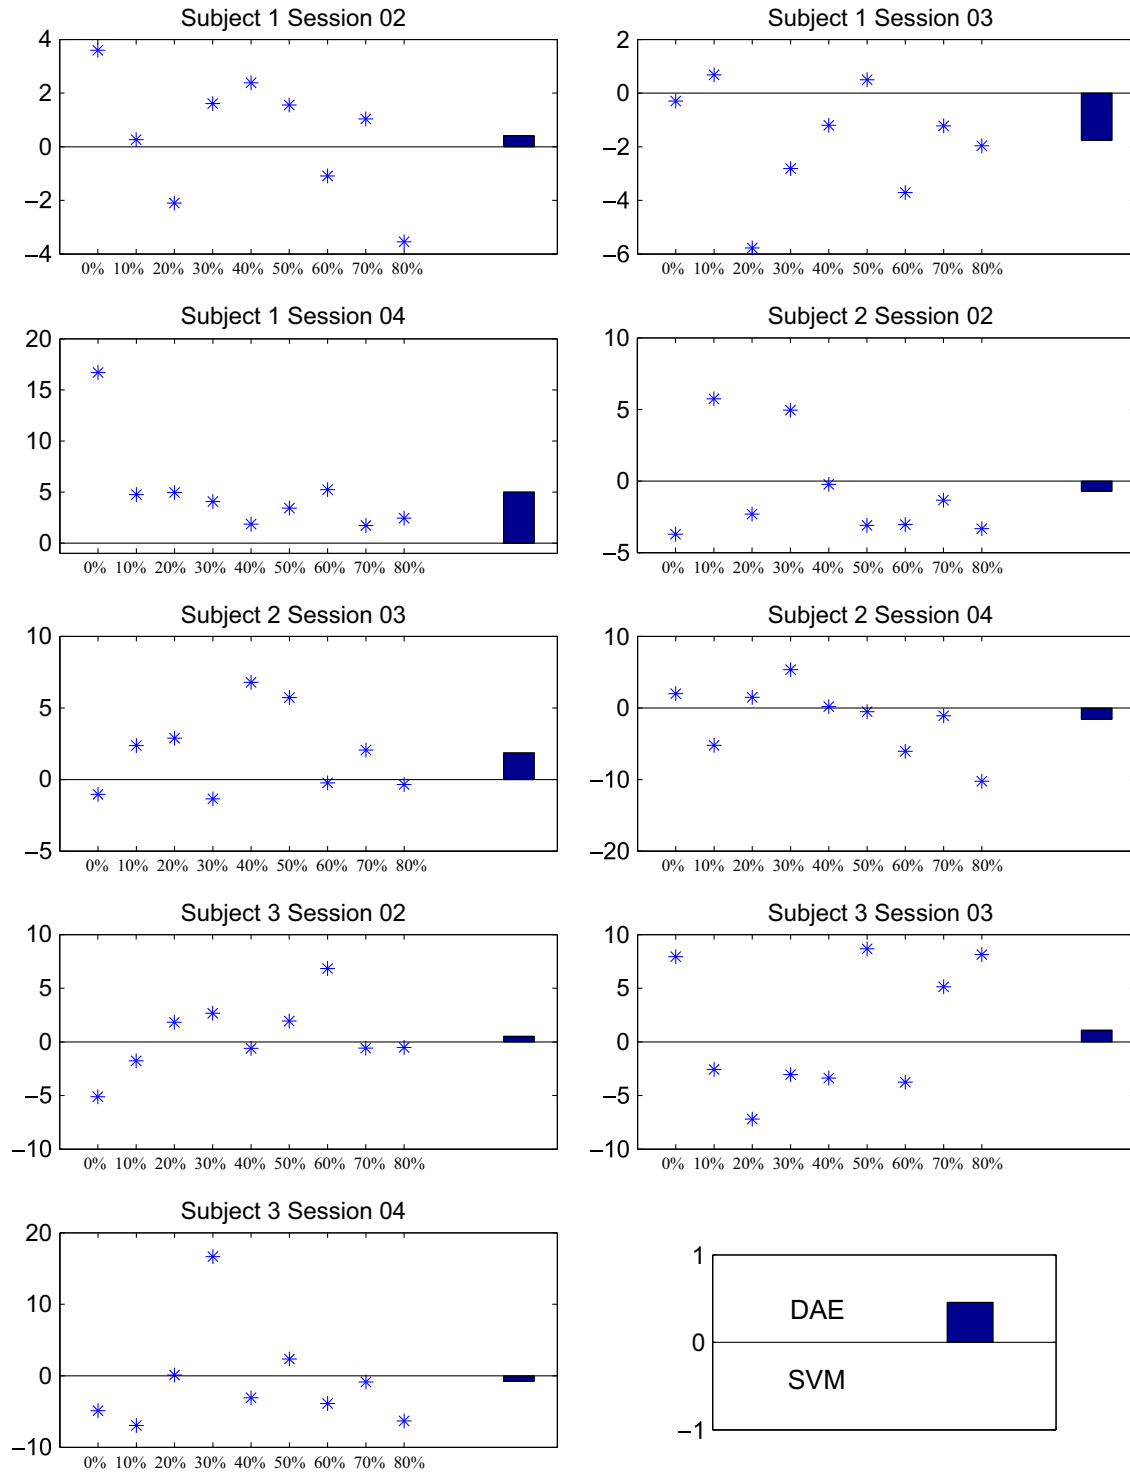 Subject 1 Session 02
4
2
0
–2
–4
0% 10% 20% 30% 40% 50% 60% 70% 80%
Subject 1 Session 03
2
0
–2
–4
–6
0% 10% 20% 30% 40% 50% 60% 70% 80%
Subject 1 Session 04
20
15
10
5
0
0% 10% 20% 30% 40% 50% 60% 70% 80%
Subject 2 Session 02
10
5
0
–5
0% 10% 20% 30% 40% 50% 60% 70% 80%
Subject 2 Session 03
10
5
0
–5
0% 10% 20% 30% 40% 50% 60% 70% 80%
Subject 2 Session 04
10
0
–10
–20
0% 10% 20% 30% 40% 50% 60% 70% 80%
Subject 3 Session 02
10
5
0
–5
–10
0% 10% 20% 30% 40% 50% 60% 70% 80%
Subject 3 Session 03
10
5
0
–5
–10
0% 10% 20% 30% 40% 50% 60% 70% 80%
Subject 3 Session 04
20
10
0
–10
0% 10% 20% 30% 40% 50% 60% 70% 80%
1
DAE
0
SVM
–1